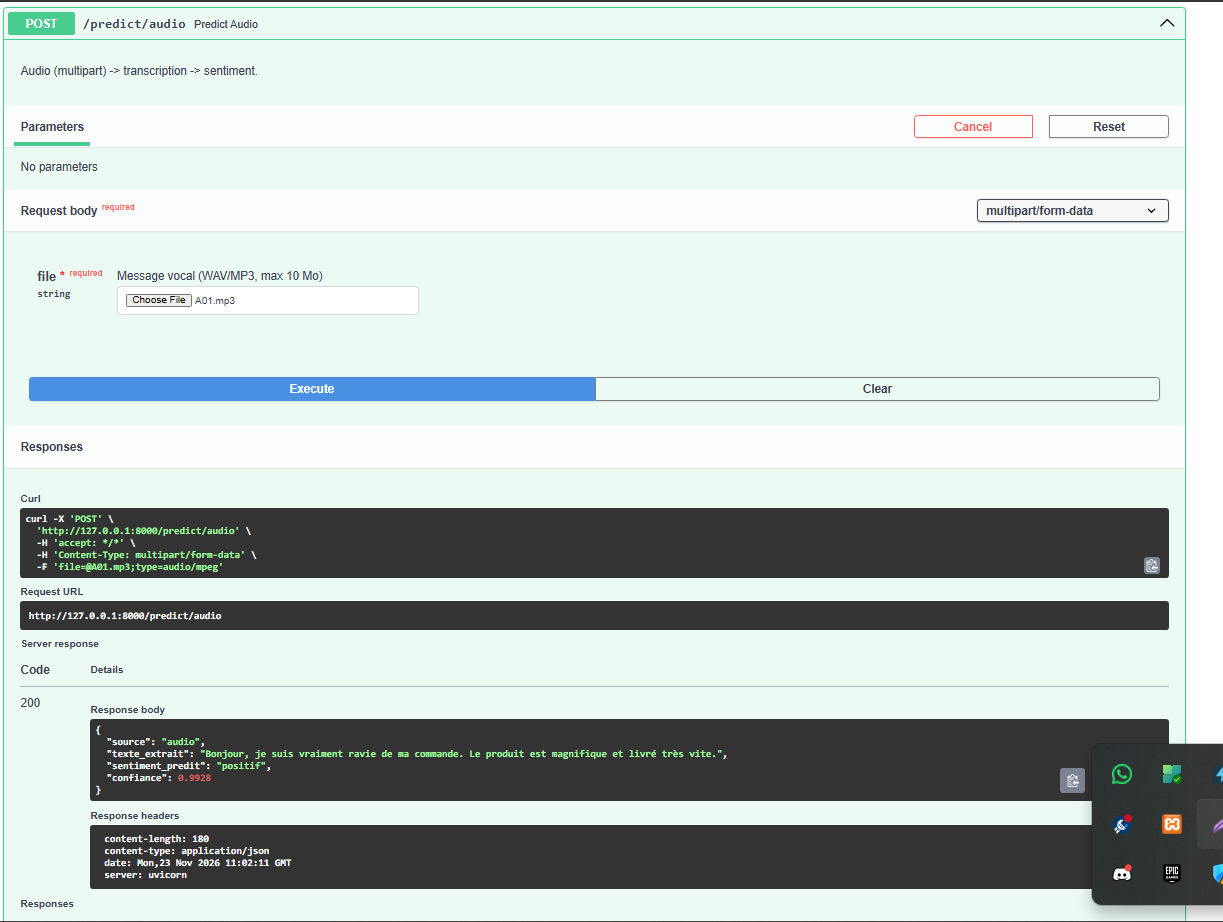 POST /predict/audio Predict Audio
Audio (multipart) -> transcription -> sentiment.
Parameters Cancel Reset
No parameters
Request body required multipart/form-data
file * required Message vocal (WAV/MP3, max 10 Mo)
string Choose File A01.mp3
Execute Clear
Responses
Curl
curl -X 'POST' \
'http://127.0.0.1:8000/predict/audio' \
-H 'accept: */*' \
-H 'Content-Type: multipart/form-data' \
-F 'file=@A01.mp3;type=audio/mpeg'
Request URL
http://127.0.0.1:8000/predict/audio
Server response
Code Details
200
Response body
{
"source": "audio",
"texte_extrait": "Bonjour, je suis vraiment ravie de ma commande. Le produit est magnifique et livré très vite.",
"sentiment_predit": "positif",
"confiance": 0.9928
}
Response headers
content-length: 180
content-type: application/json
date: Mon,23 Nov 2026 11:02:11 GMT
server: uvicorn
EPIC
GAMES
Responses